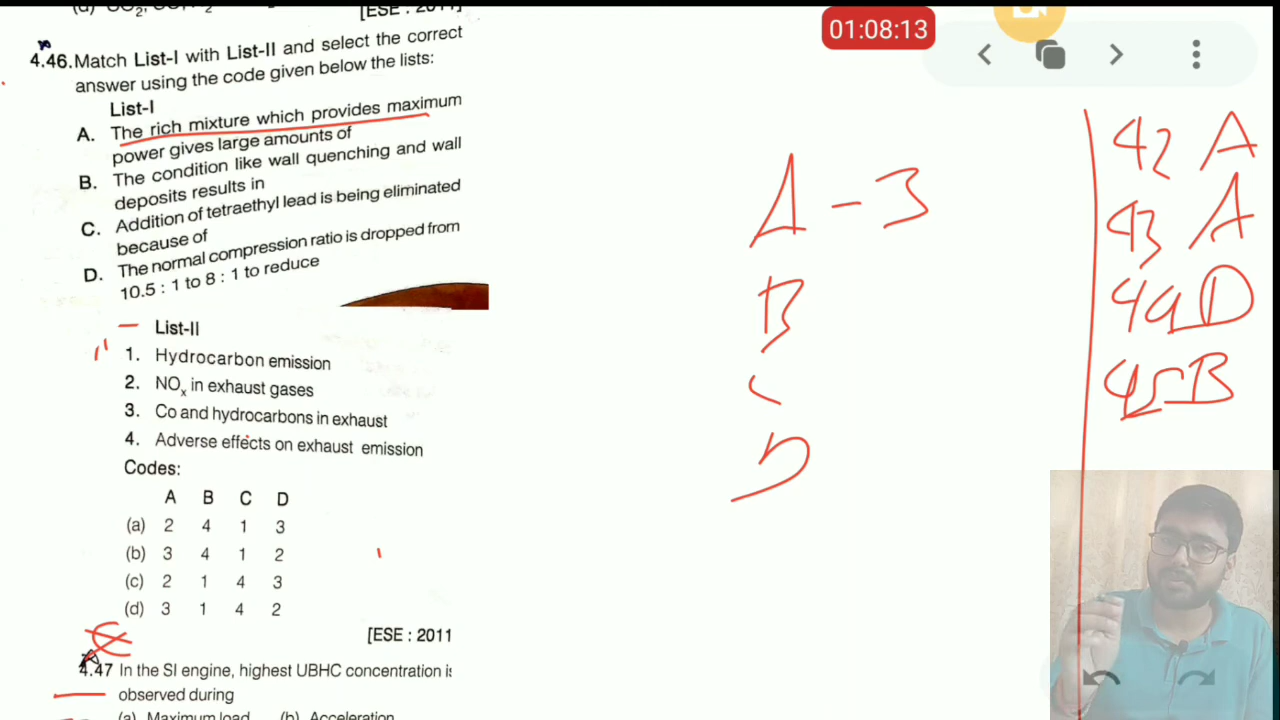 [ESE : 2011]
01:08:13
4.46. Match List-I with List-II and select the correct
answer using the code given below the lists:
List-I
A. The rich mixture which provides maximum
power gives large amounts of
B. The condition like wall quenching and wall
deposits results in
C. Addition of tetraethyl lead is being eliminated
because of
D. The normal compression ratio is dropped from
10.5 : 1 to 8 : 1 to reduce
List-II
1. Hydrocarbon emission
2. NOx in exhaust gases
3. Co and hydrocarbons in exhaust
4. Adverse effects on exhaust emission
Codes:
A B C D
(a) 2 4 1 3
(b) 3 4 1 2
(c) 2 1 4 3
(d) 3 1 4 2
[ESE : 2011
4.47 In the SI engine, highest UBHC concentration is
observed during
(a) Maximum load (b) Acceleration
A - 3
B
C
D
42 A
43 A
44 D
45 B